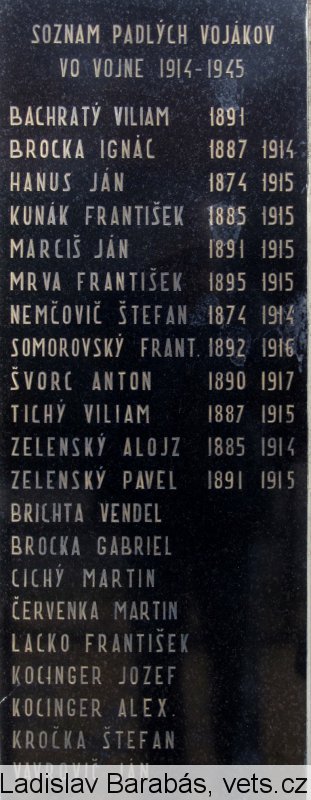 SOZNAM PADLÝCH VOJÁKOV
VO VOJNE 1914-1945
BACHRATÝ VILIAM 1891
BROCKA IGNÁC 1887 1914
HANUS JÁN 1874 1915
KUNÁK FRANTIŠEK 1885 1915
MARCIŠ JÁN 1891 1915
MRVA FRANTIŠEK 1895 1915
NEMČOVIČ ŠTEFAN 1874 1914
SOMOROVSKÝ FRANT. 1892 1916
ŠVORC ANTON 1890 1917
TICHÝ VILIAM 1887 1915
ZELENSKÝ ALOJZ 1885 1914
ZELENSKÝ PAVEL 1891 1915
BRICHTA VENDEL
BROCKA GABRIEL
CICHÝ MARTIN
ČERVENKA MARTIN
LACKO FRANTIŠEK
KOCINGER JOZEF
KOCINGER ALEX.
KROČKA ŠTEFAN
VAVROVIČ JÁN
Ladislav Barabás, vets.cz